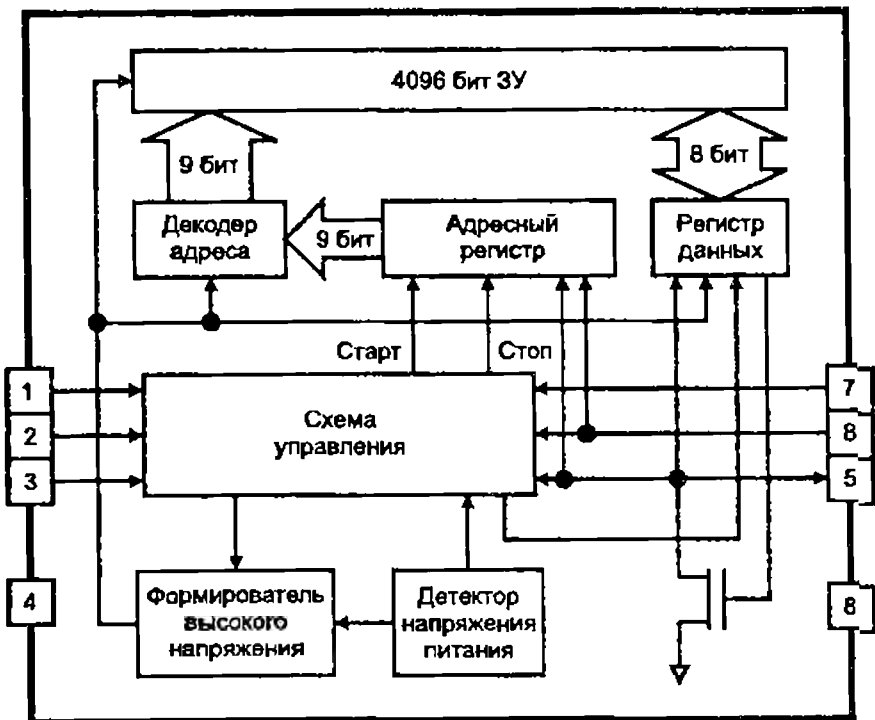 4096 бит ЗУ
9 бит
8 бит
Декодер
адреса
9 бит
Адресный
регистр
Регистр
данных
Старт
Стоп
1
2
3
Схема
управления
7
8
5
4
Формирователь
высокого
напряжения
Детектор
напряжения
питания
8